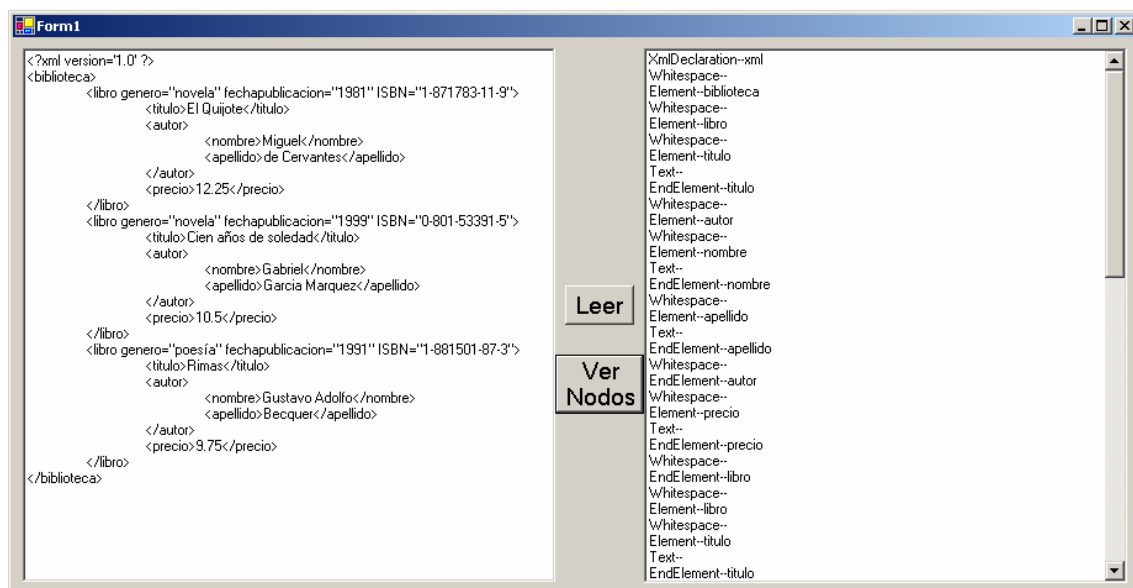 Form1
<?xml version='1.0' ?>
<biblioteca>
<libro genero="novela" fechapublicacion="1981" ISBN="1-871783-11-9">
<titulo>El Quijote</titulo>
<autor>
<nombre>Miguel</nombre>
<apellido>de Cervantes</apellido>
</autor>
<precio>12.25</precio>
</libro>
<libro genero="novela" fechapublicacion="1999" ISBN="0-801-53391-5">
<titulo>Cien años de soledad</titulo>
<autor>
<nombre>Gabriel</nombre>
<apellido>Garcia Marquez</apellido>
</autor>
<precio>10.5</precio>
</libro>
<libro genero="poesía" fechapublicacion="1991" ISBN="1-881501-87-3">
<titulo>Rimas</titulo>
<autor>
<nombre>Gustavo Adolfo</nombre>
<apellido>Becquer</apellido>
</autor>
<precio>9.75</precio>
</libro>
</biblioteca>
Leer
Ver
Nodos
XmlDeclaration--xml
Whitespace--
Element--biblioteca
Whitespace--
Element--libro
Whitespace--
Element--titulo
Text--
EndElement--titulo
Whitespace--
Element--autor
Whitespace--
Element--nombre
Text--
EndElement--nombre
Whitespace--
Element--apellido
Text--
EndElement--apellido
Whitespace--
EndElement--autor
Whitespace--
Element--precio
Text--
EndElement--precio
Whitespace--
EndElement--libro
Whitespace--
Element--libro
Whitespace--
Element--titulo
Text--
EndElement--titulo